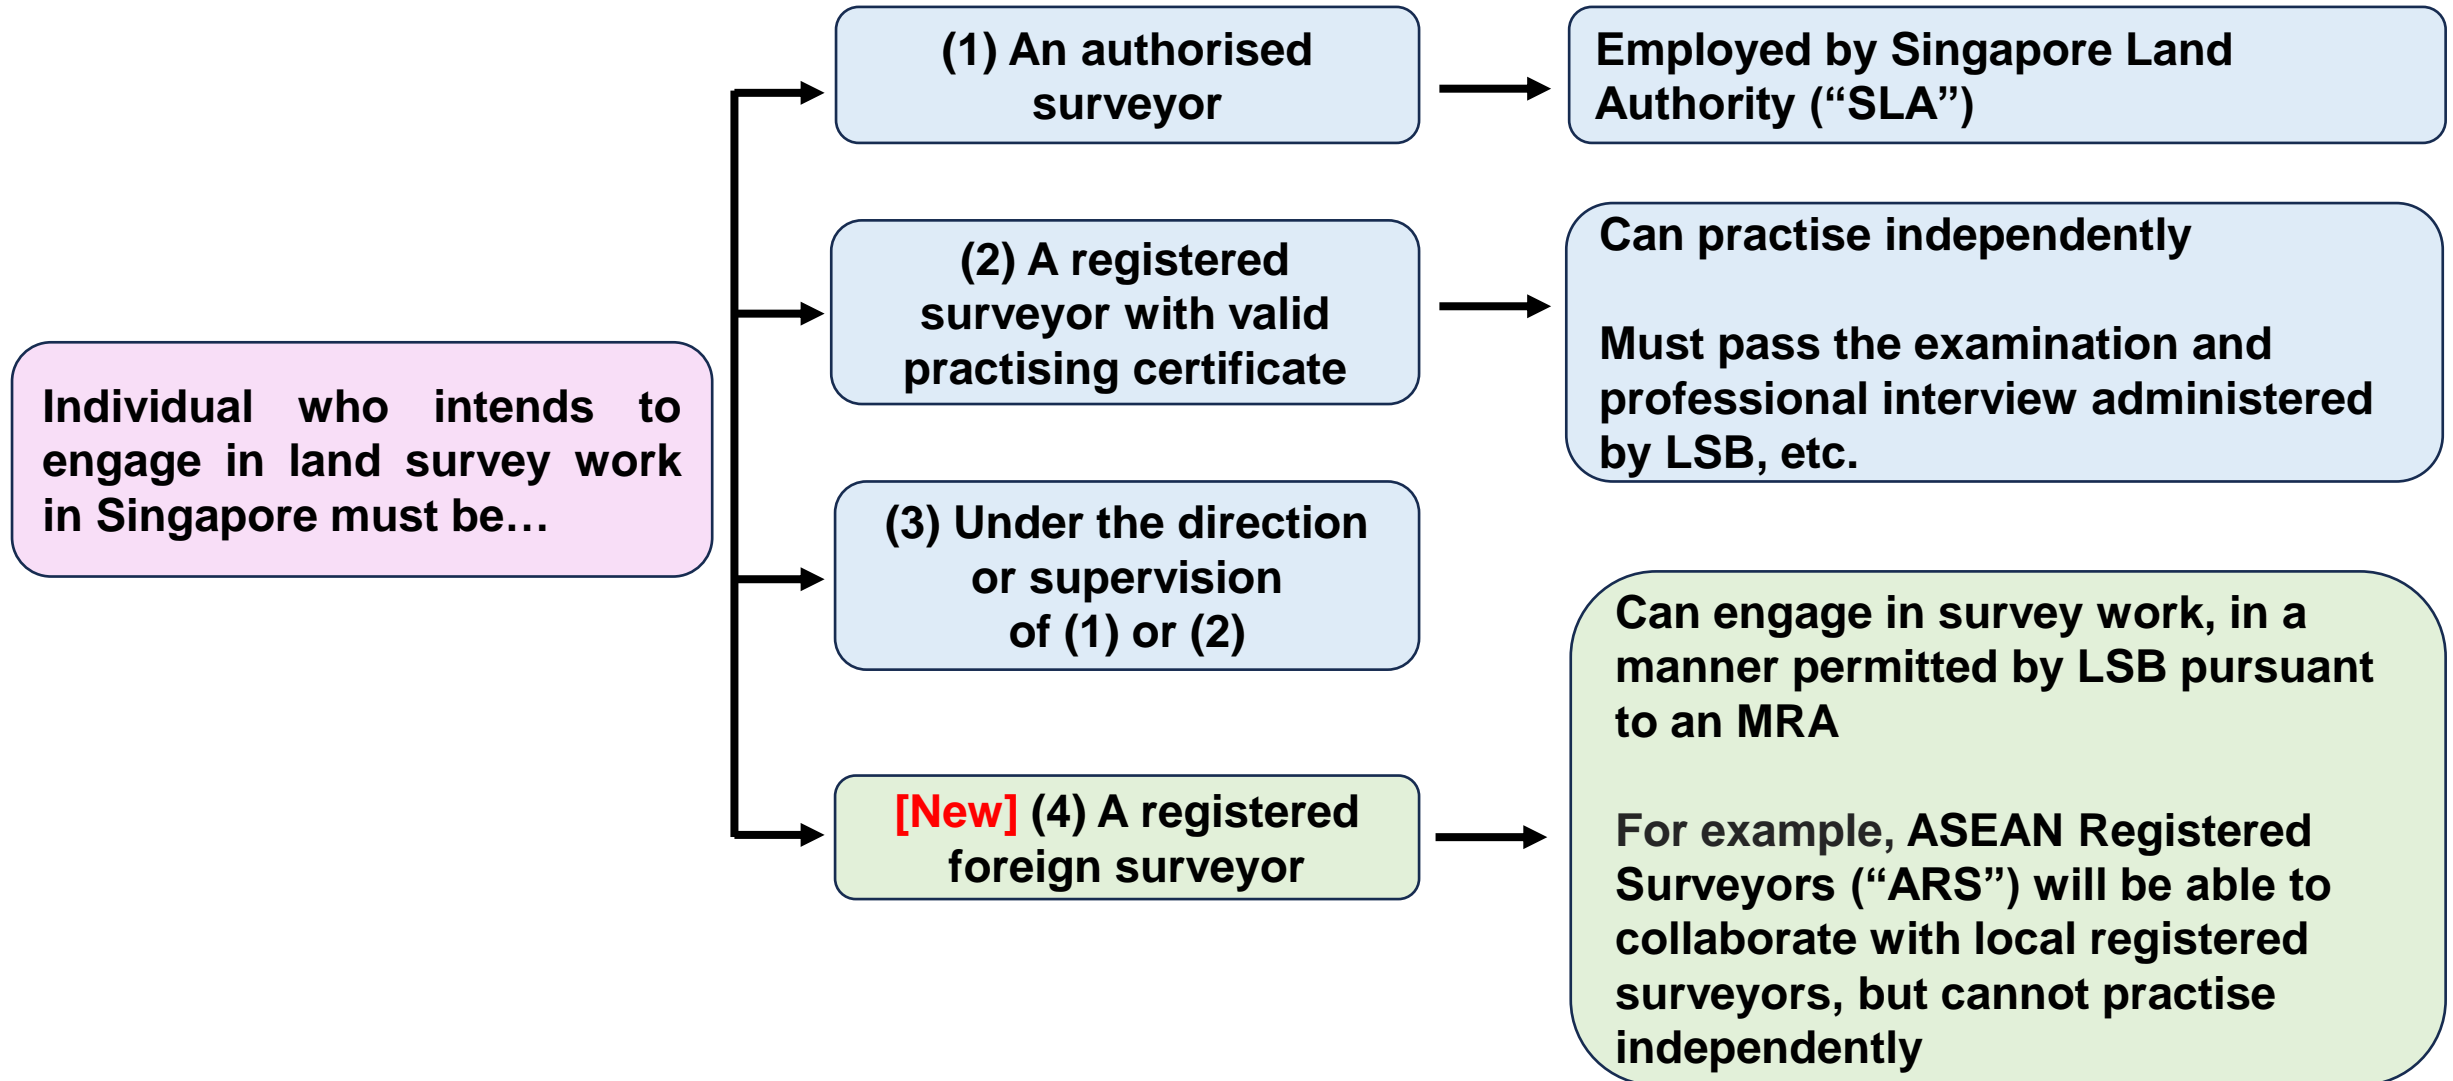 Individual who intends to
engage in land survey work
in Singapore must be…
(1) An authorised
surveyor
Employed by Singapore Land
Authority (“SLA”)
(2) A registered
surveyor with valid
practising certificate
Can practise independently
Must pass the examination and
professional interview administered
by LSB, etc.
(3) Under the direction
or supervision
of (1) or (2)
[New] (4) A registered
foreign surveyor
Can engage in survey work, in a
manner permitted by LSB pursuant
to an MRA
For example, ASEAN Registered
Surveyors (“ARS”) will be able to
collaborate with local registered
surveyors, but cannot practise
independently